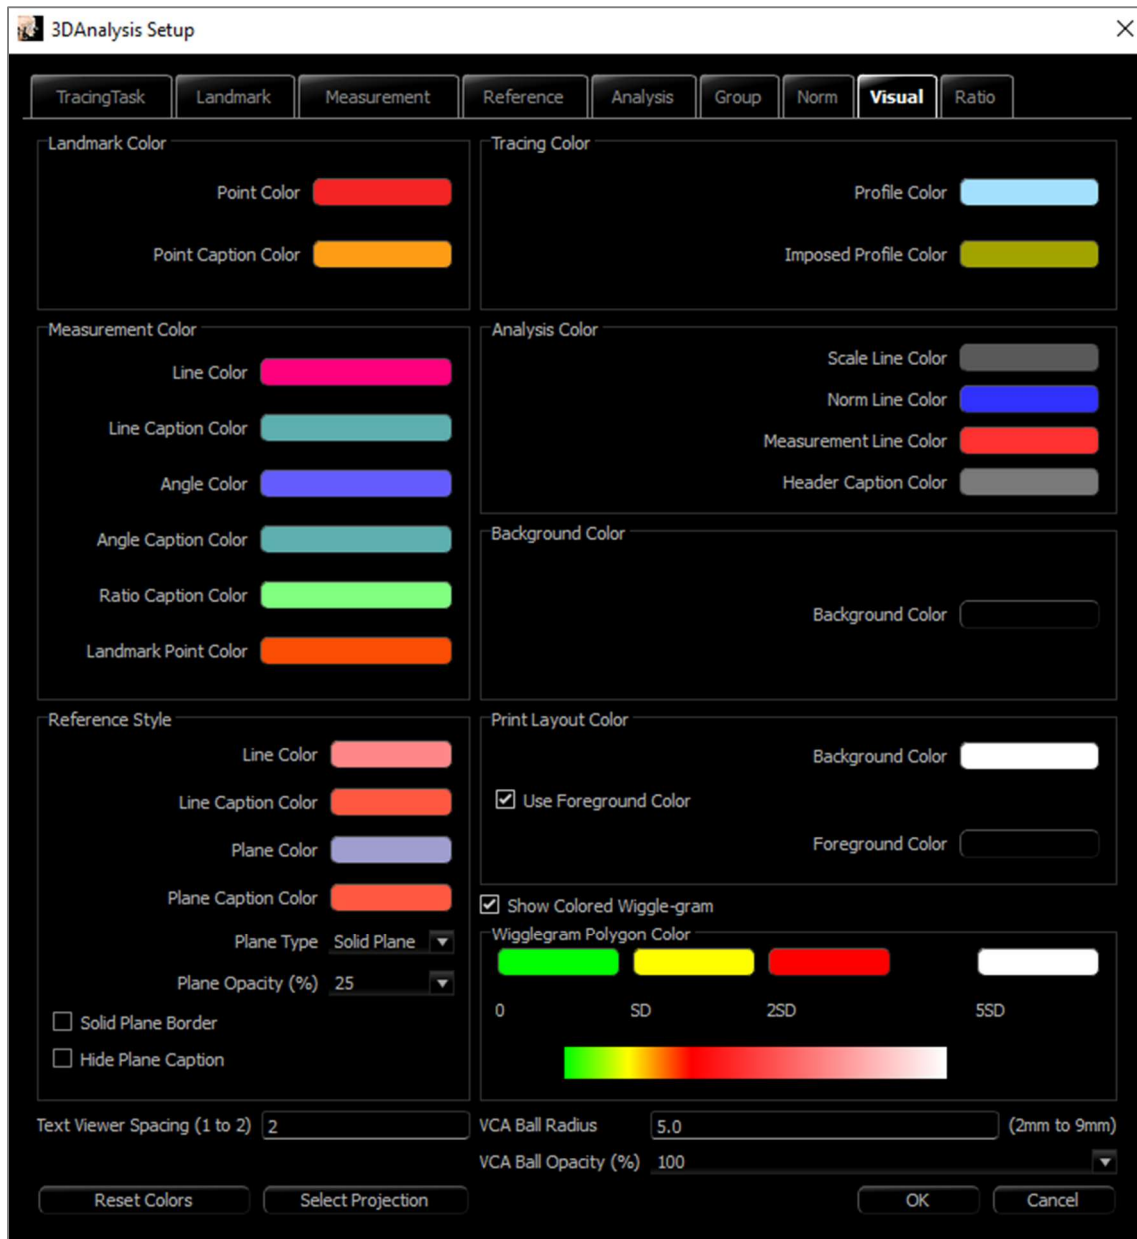 3DAnalysis Setup
TracingTask Landmark Measurement Reference Analysis Group Norm Visual Ratio
Landmark Color
Point Color
Point Caption Color
Tracing Color
Profile Color
Imposed Profile Color
Measurement Color
Line Color
Line Caption Color
Angle Color
Angle Caption Color
Ratio Caption Color
Landmark Point Color
Analysis Color
Scale Line Color
Norm Line Color
Measurement Line Color
Header Caption Color
Background Color
Background Color
Reference Style
Line Color
Line Caption Color
Plane Color
Plane Caption Color
Plane Type Solid Plane
Plane Opacity (%) 25
Solid Plane Border
Hide Plane Caption
Print Layout Color
Background Color
Use Foreground Color
Foreground Color
Show Colored Wiggle-gram
Wigglegram Polygon Color
0 SD 2SD 5SD
Text Viewer Spacing (1 to 2) 2
VCA Ball Radius 5.0 (2mm to 9mm)
VCA Ball Opacity (%) 100
Reset Colors Select Projection OK Cancel